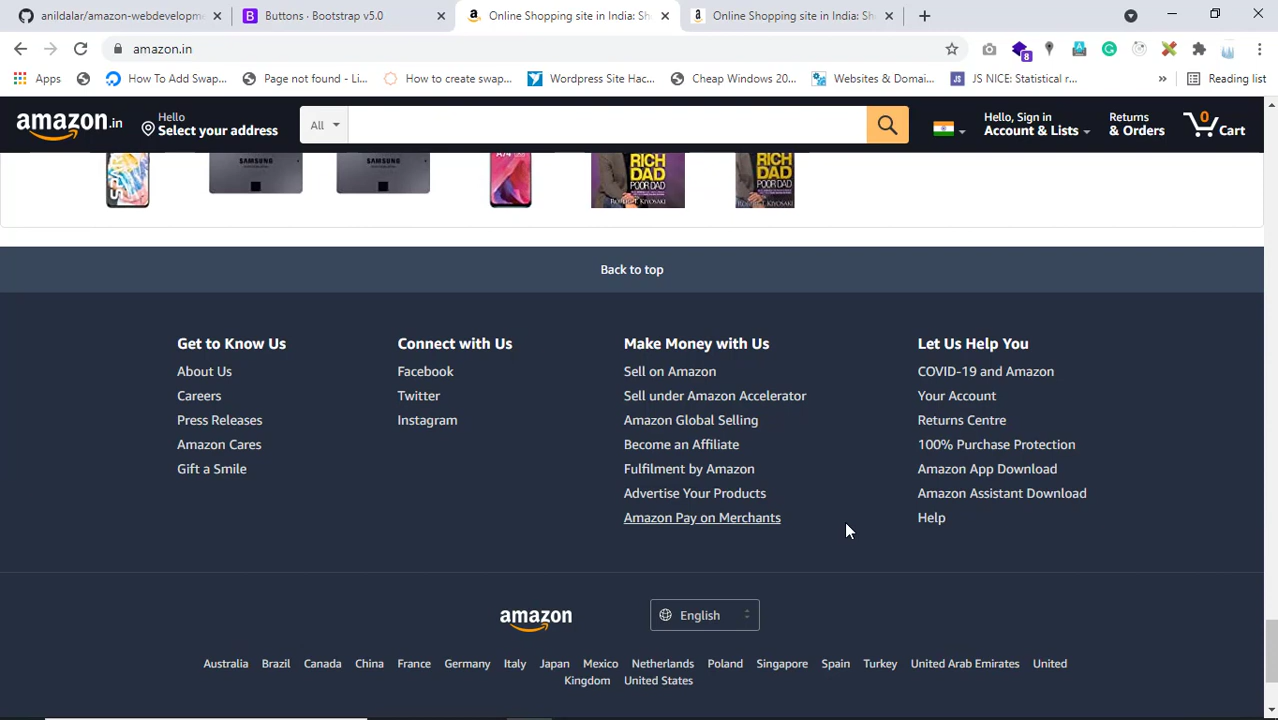 anildalar/amazon-webdevelopme
Buttons · Bootstrap v5.0
Online Shopping site in India: Sh
Online Shopping site in India: Sh
amazon.in
8
Apps
How To Add Swap...
Page not found - Li...
How to create swap...
Wordpress Site Hac...
Cheap Windows 20...
Websites & Domai...
JS NICE: Statistical r...
»
Reading list
amazon.in
Hello
Select your address
All
Hello, Sign in
Account & Lists
Returns
& Orders
0
Cart
SAMSUNG
SAMSUNG
RICH
DAD
POOR DAD
ROBERT T. KIYOSAKI
RICH
DAD
POOR DAD
ROBERT T. KIYOSAKI
Back to top
Get to Know Us
About Us
Careers
Press Releases
Amazon Cares
Gift a Smile
Connect with Us
Facebook
Twitter
Instagram
Make Money with Us
Sell on Amazon
Sell under Amazon Accelerator
Amazon Global Selling
Become an Affiliate
Fulfilment by Amazon
Advertise Your Products
Amazon Pay on Merchants
Let Us Help You
COVID-19 and Amazon
Your Account
Returns Centre
100% Purchase Protection
Amazon App Download
Amazon Assistant Download
Help
amazon
English
Australia Brazil Canada China France Germany Italy Japan Mexico Netherlands Poland Singapore Spain Turkey United Arab Emirates United
Kingdom United States